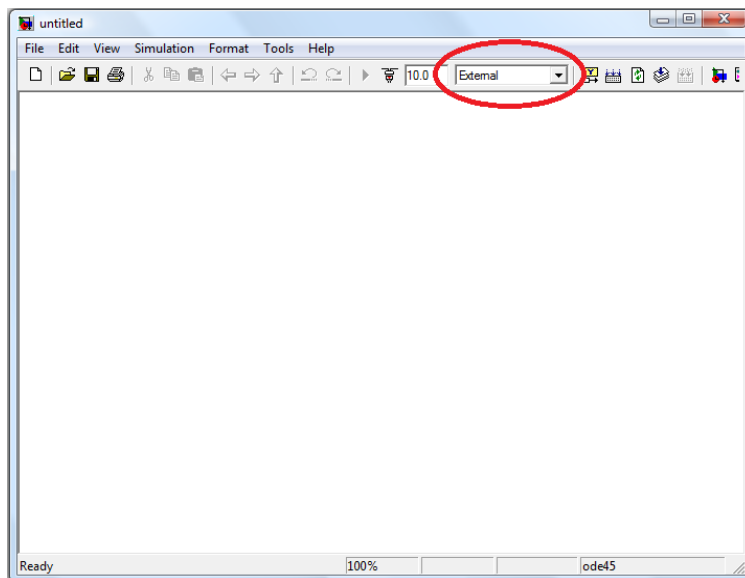 untitled
File Edit View Simulation Format Tools Help
10.0 External
Ready 100% ode45